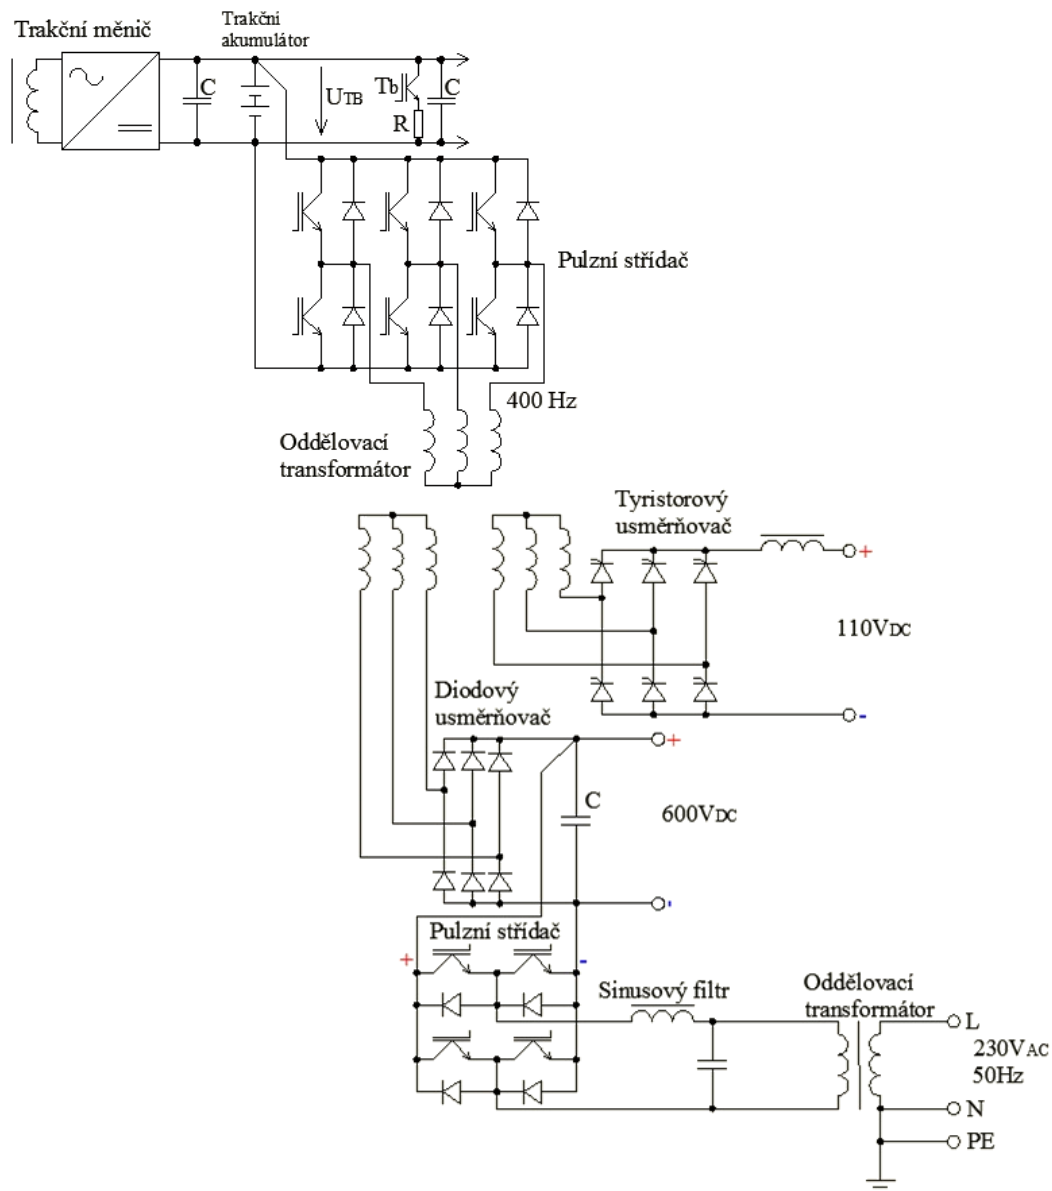 Trakční měnič
Trakční
akumulátor
C
UTB
Tb
C
R
Pulzní střídač
400 Hz
Oddělovací
transformátor
Tyristorový
usměrňovač
+
110VDC
-
Diodový
usměrňovač
+
C
600VDC
-
Pulzní střídač
+
-
Sinusový filtr
Oddělovací
transformátor
L
230VAC
50Hz
N
PE